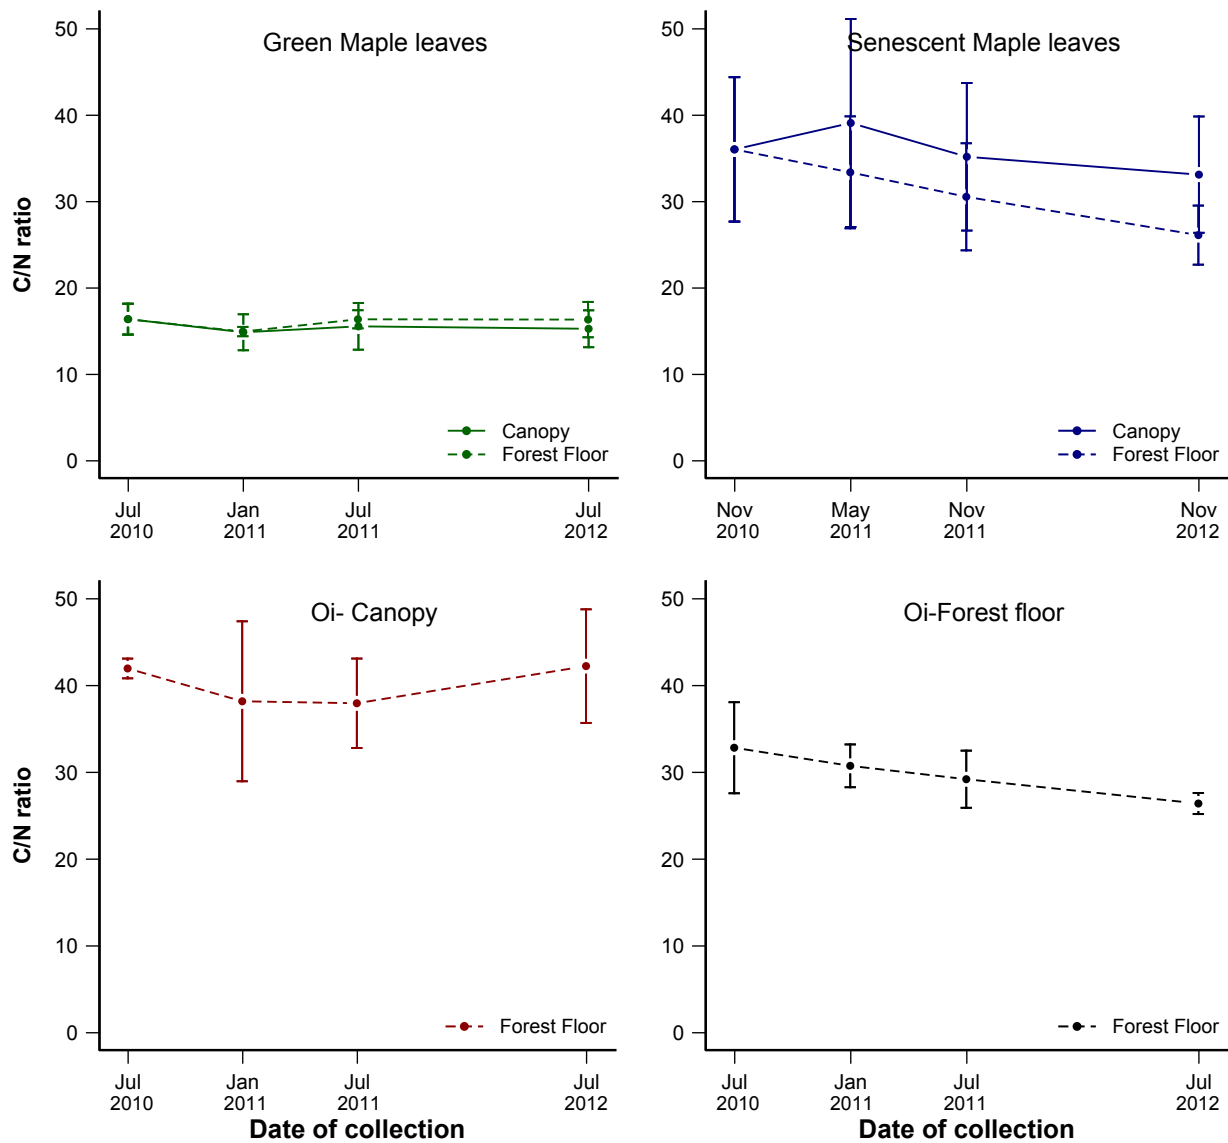 Green Maple leaves
C/N ratio
50
40
30
20
10
0
Canopy
Forest Floor
Jul Jan Jul Jul
2010 2011 2011 2012
Senescent Maple leaves
50
40
30
20
10
0
Canopy
Forest Floor
Nov May Nov Nov
2010 2011 2011 2012
Oi- Canopy
C/N ratio
50
40
30
20
10
0
Forest Floor
Jul Jan Jul Jul
2010 2011 2011 2012
Date of collection
Oi-Forest floor
50
40
30
20
10
0
Forest Floor
Jul Jan Jul Jul
2010 2011 2011 2012
Date of collection